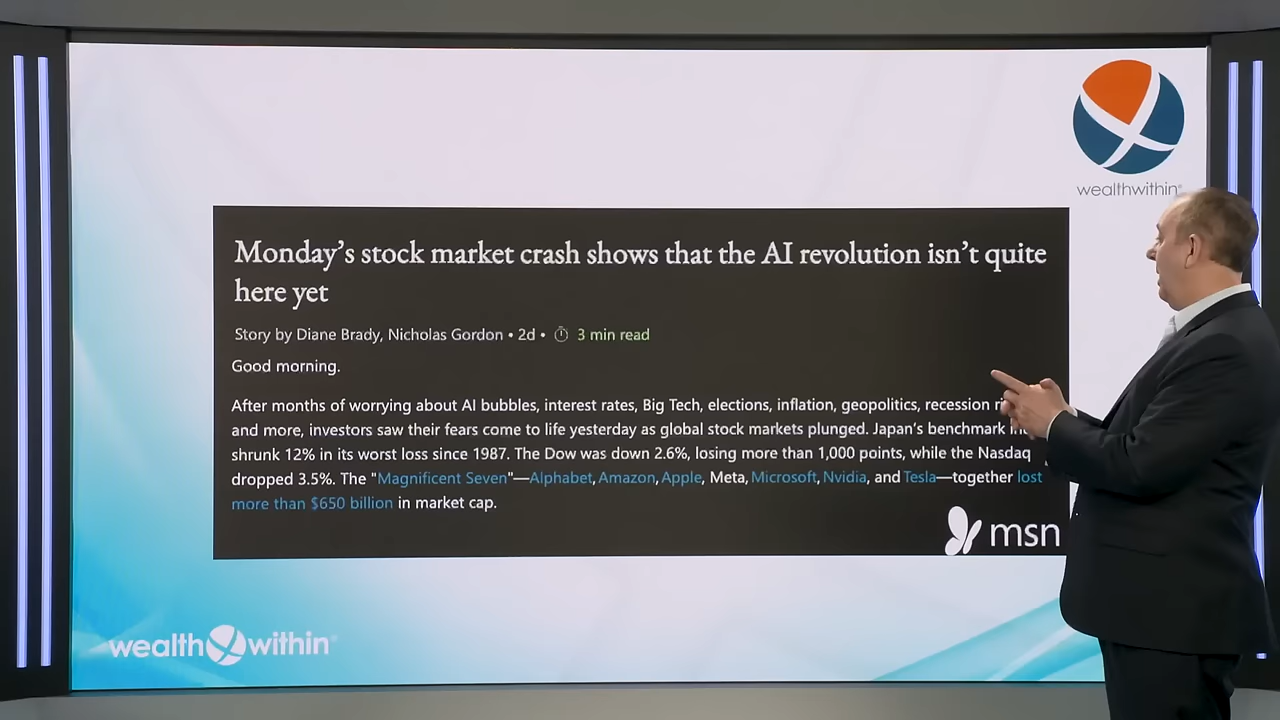 wealthwithin
Monday's stock market crash shows that the AI revolution isn't quite
here yet
Story by Diane Brady, Nicholas Gordon • 2d • 3 min read
Good morning.
After months of worrying about AI bubbles, interest rates, Big Tech, elections, inflation, geopolitics, recession
and more, investors saw their fears come to life yesterday as global stock markets plunged. Japan's benchmark
shrunk 12% in its worst loss since 1987. The Dow was down 2.6%, losing more than 1,000 points, while the Nasdaq
dropped 3.5%. The "Magnificent Seven"—Alphabet, Amazon, Apple, Meta, Microsoft, Nvidia, and Tesla—together lost
more than $650 billion in market cap.
msn
wealth within